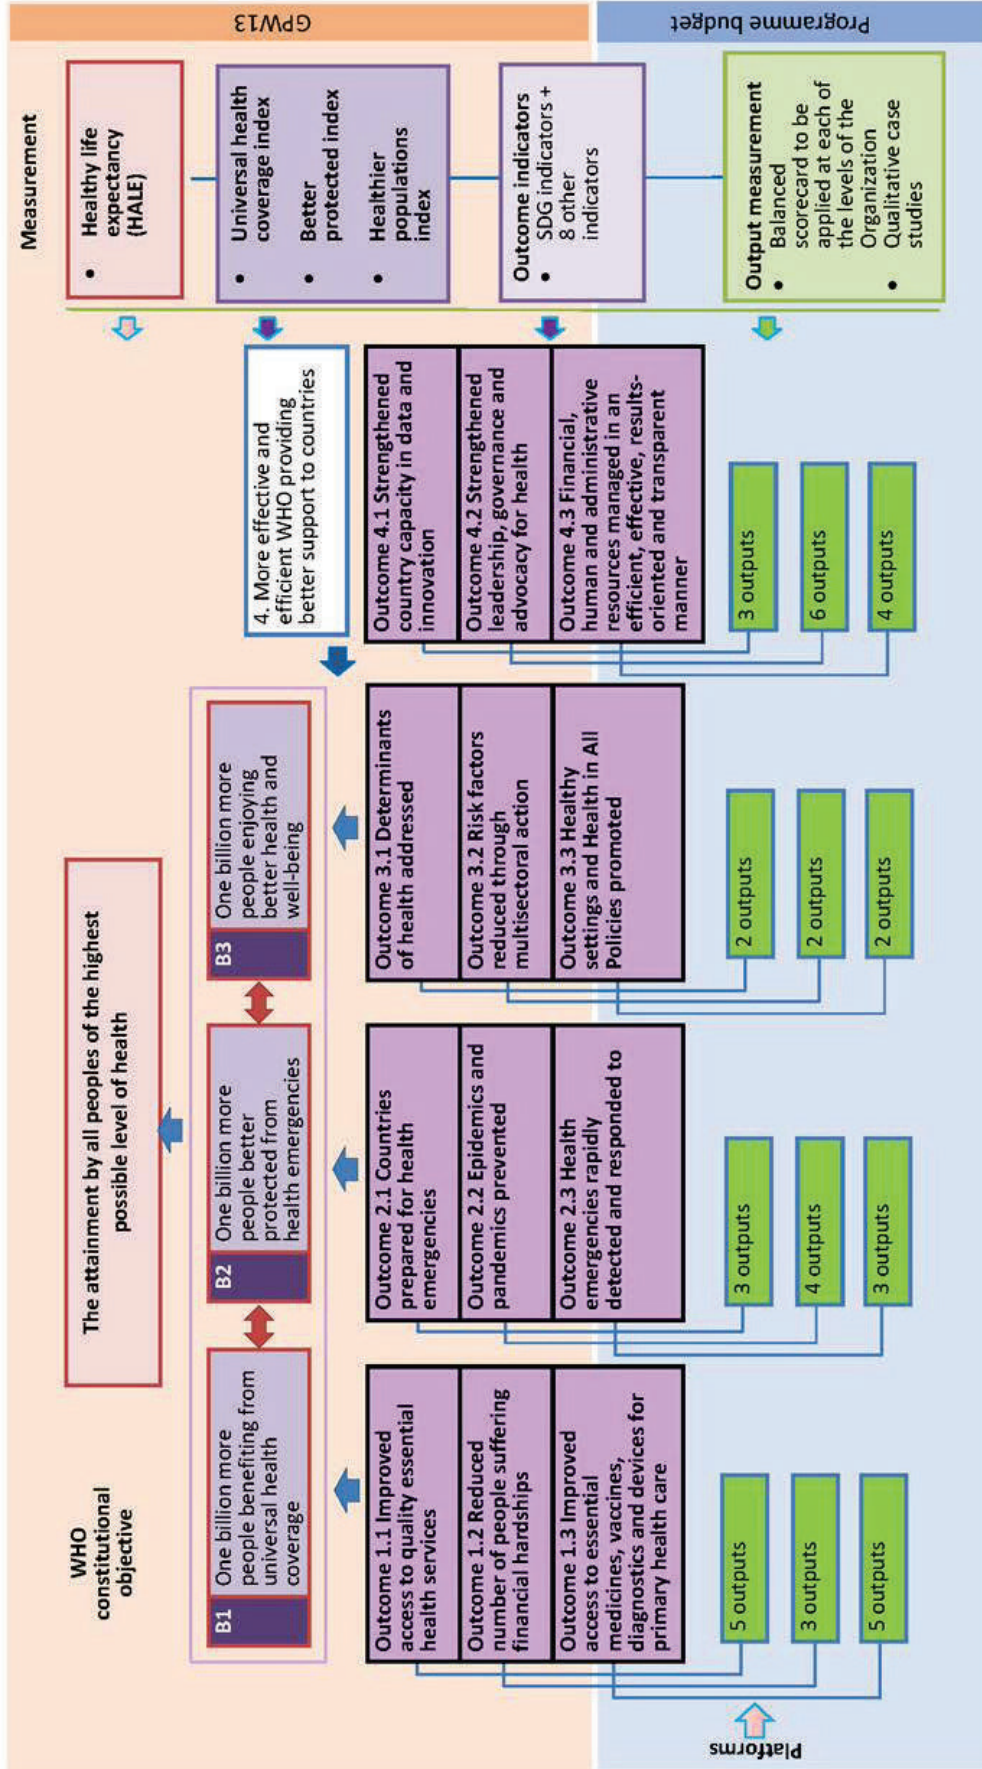 WHO
constitutional
objective
The attainment by all peoples of the highest
possible level of health
Measurement
• Healthy life
expectancy
(HALE)
GPW13
B1
One billion more
people benefiting from
universal health
coverage
B2
One billion more
people better
protected from
health emergencies
B3
One billion more
people enjoying
better health and
well-being
4. More effective and
efficient WHO providing
better support to countries
• Universal health
coverage index
• Better
protected index
• Healthier
populations
index
Outcome 1.1 Improved
access to quality essential
health services
Outcome 1.2 Reduced
number of people suffering
financial hardships
Outcome 1.3 Improved
access to essential
medicines, vaccines,
diagnostics and devices for
primary health care
Outcome 2.1 Countries
prepared for health
emergencies
Outcome 2.2 Epidemics and
pandemics prevented
Outcome 2.3 Health
emergencies rapidly
detected and responded to
Outcome 3.1 Determinants
of health addressed
Outcome 3.2 Risk factors
reduced through
multisectoral action
Outcome 3.3 Healthy
settings and Health in All
Policies promoted
Outcome 4.1 Strengthened
country capacity in data and
innovation
Outcome 4.2 Strengthened
leadership, governance and
advocacy for health
Outcome 4.3 Financial,
human and administrative
resources managed in an
efficient, effective, results-
oriented and transparent
manner
Outcome indicators
• SDG indicators +
8 other
indicators
Programme budget
Platforms
5 outputs
3 outputs
5 outputs
3 outputs
4 outputs
3 outputs
2 outputs
2 outputs
2 outputs
3 outputs
6 outputs
4 outputs
Output measurement
• Balanced
scorecard to be
applied at each of
the levels of the
Organization
• Qualitative case
studies